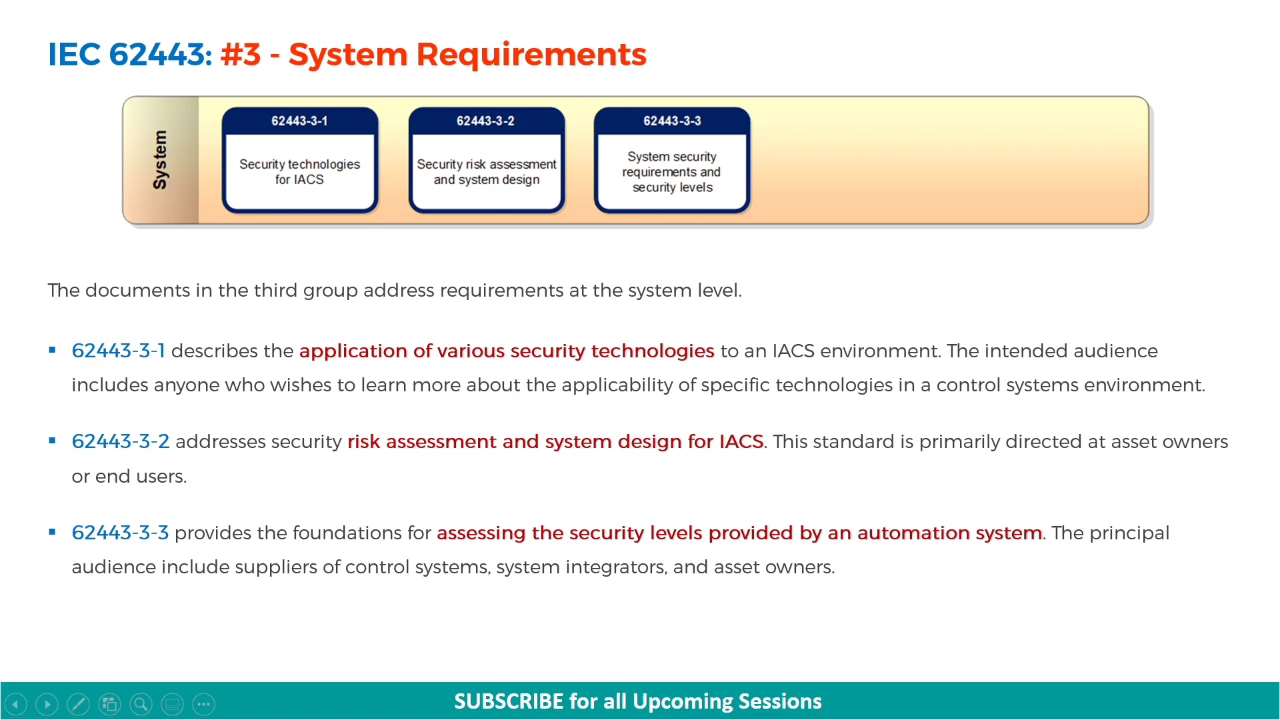 IEC 62443: #3 - System Requirements
System
62443-3-1
Security technologies
for IACS
62443-3-2
Security risk assessment
and system design
62443-3-3
System security
requirements and
security levels
The documents in the third group address requirements at the system level.
▪ 62443-3-1 describes the application of various security technologies to an IACS environment. The intended audience
includes anyone who wishes to learn more about the applicability of specific technologies in a control systems environment.
▪ 62443-3-2 addresses security risk assessment and system design for IACS. This standard is primarily directed at asset owners
or end users.
▪ 62443-3-3 provides the foundations for assessing the security levels provided by an automation system. The principal
audience include suppliers of control systems, system integrators, and asset owners.
SUBSCRIBE for all Upcoming Sessions